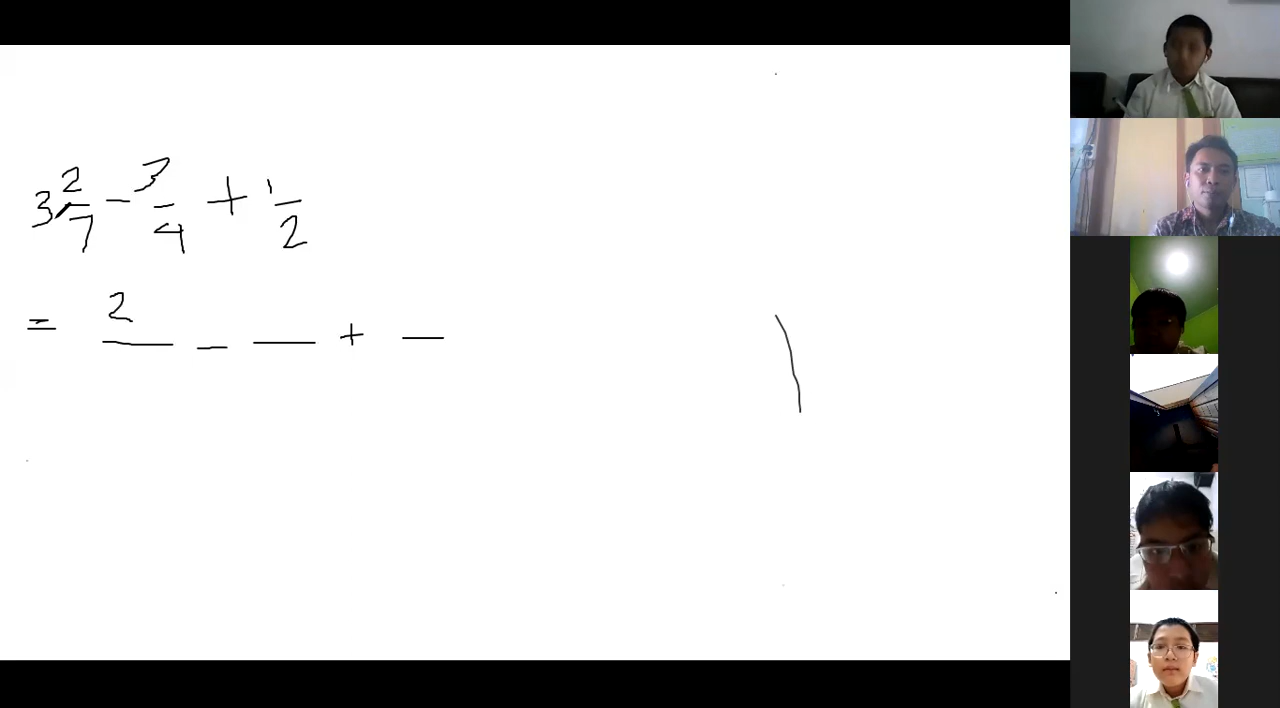 3 2/7 - 3/4 + 1/2
= 2/__ - __ + __